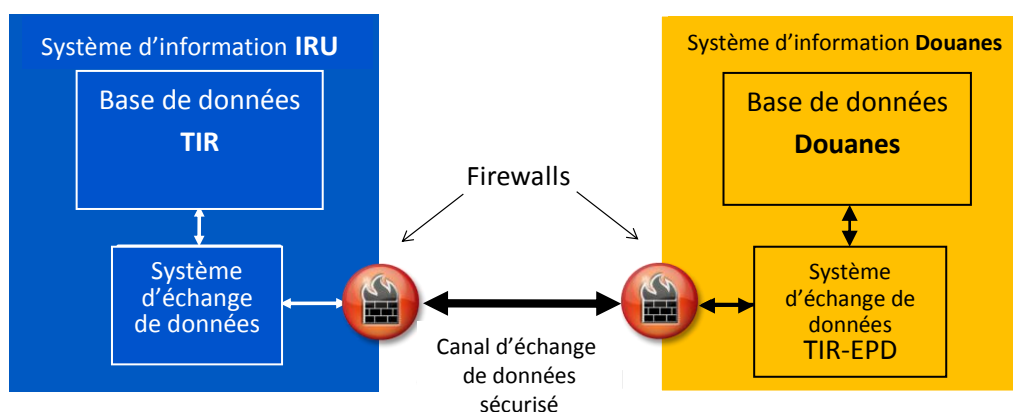 Système d’information IRU
Base de données
TIR
Système
d’échange
de données
Firewalls
Canal d’échange
de données
sécurisé
Système d’information Douanes
Base de données
Douanes
Système
d’échange de
données
TIR-EPD